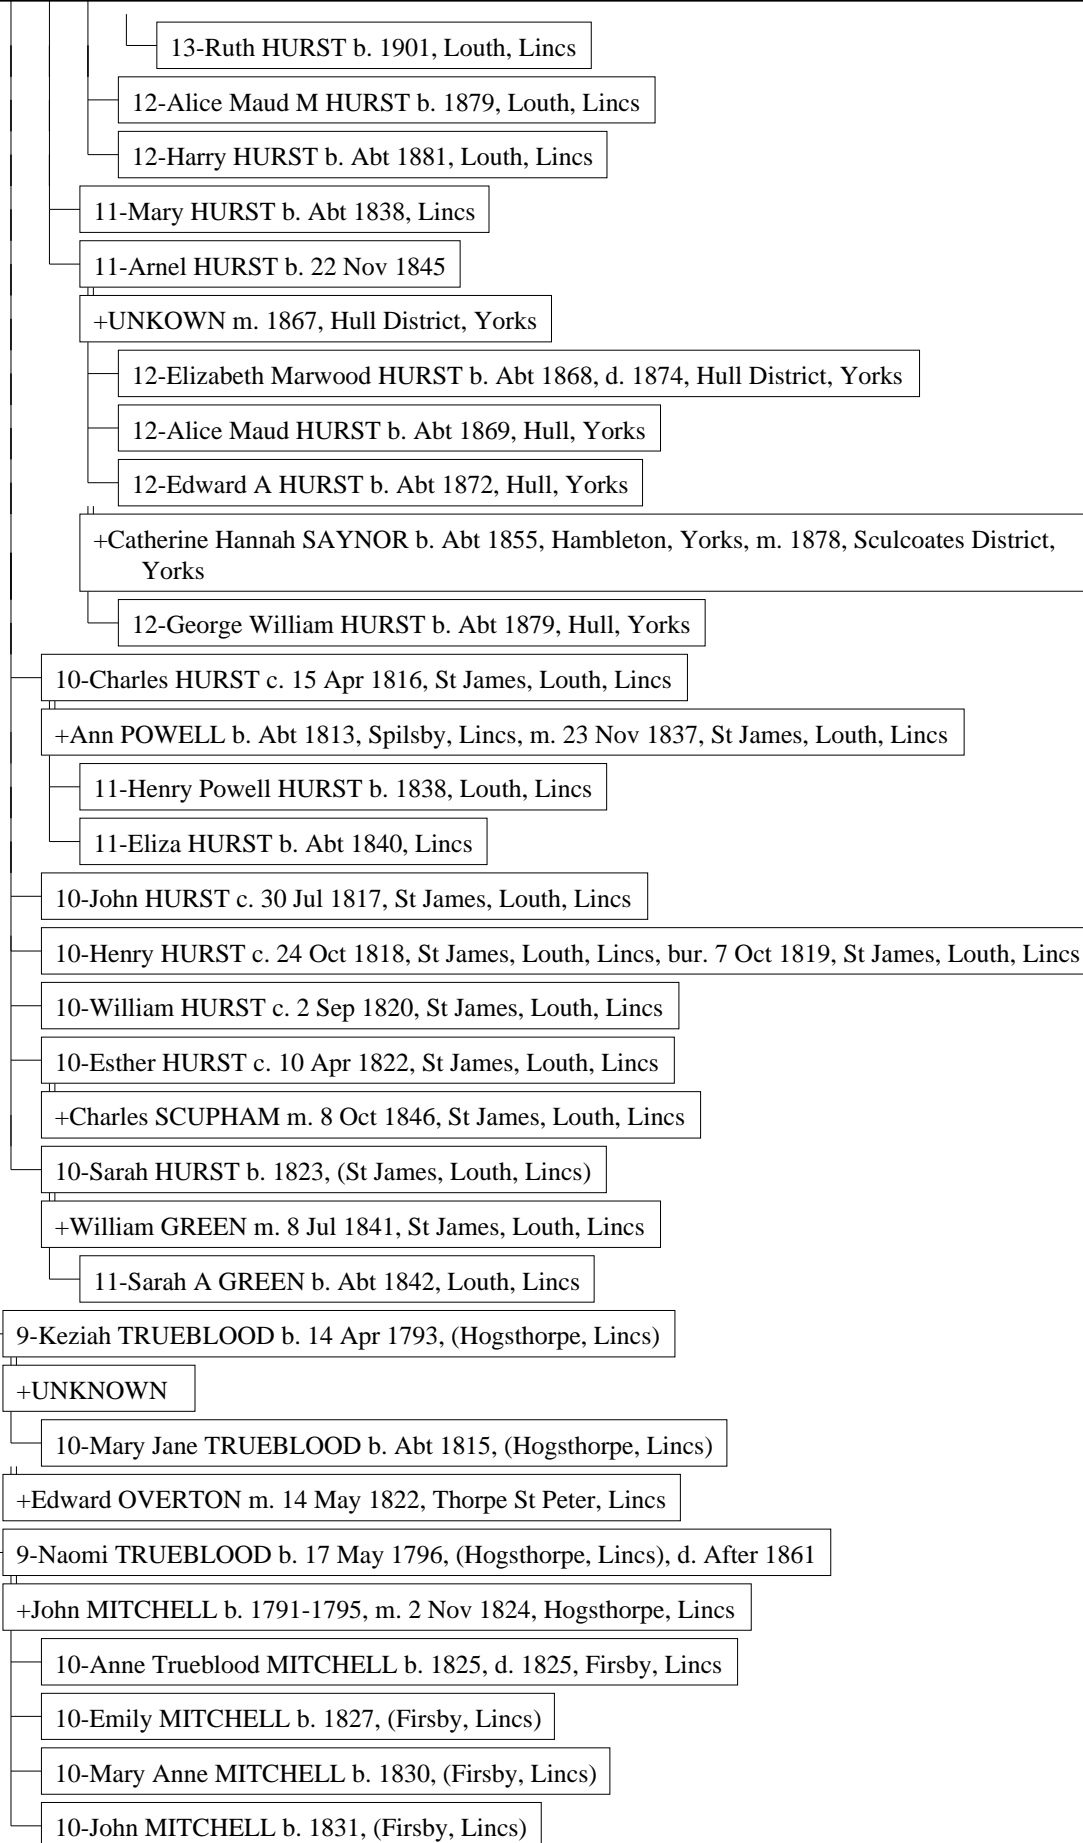 13-Ruth HURST b. 1901, Louth, Lincs
12-Alice Maud M HURST b. 1879, Louth, Lincs
12-Harry HURST b. Abt 1881, Louth, Lincs
11-Mary HURST b. Abt 1838, Lincs
11-Arnel HURST b. 22 Nov 1845
+UNKOWN m. 1867, Hull District, Yorks
12-Elizabeth Marwood HURST b. Abt 1868, d. 1874, Hull District, Yorks
12-Alice Maud HURST b. Abt 1869, Hull, Yorks
12-Edward A HURST b. Abt 1872, Hull, Yorks
+Catherine Hannah SAYNOR b. Abt 1855, Hambleton, Yorks, m. 1878, Sculcoates District,
Yorks
12-George William HURST b. Abt 1879, Hull, Yorks
10-Charles HURST c. 15 Apr 1816, St James, Louth, Lincs
+Ann POWELL b. Abt 1813, Spilsby, Lincs, m. 23 Nov 1837, St James, Louth, Lincs
11-Henry Powell HURST b. 1838, Louth, Lincs
11-Eliza HURST b. Abt 1840, Lincs
10-John HURST c. 30 Jul 1817, St James, Louth, Lincs
10-Henry HURST c. 24 Oct 1818, St James, Louth, Lincs, bur. 7 Oct 1819, St James, Louth, Lincs
10-William HURST c. 2 Sep 1820, St James, Louth, Lincs
10-Esther HURST c. 10 Apr 1822, St James, Louth, Lincs
+Charles SCUPHAM m. 8 Oct 1846, St James, Louth, Lincs
10-Sarah HURST b. 1823, (St James, Louth, Lincs)
+William GREEN m. 8 Jul 1841, St James, Louth, Lincs
11-Sarah A GREEN b. Abt 1842, Louth, Lincs
9-Keziah TRUEBLOOD b. 14 Apr 1793, (Hogsthorpe, Lincs)
+UNKNOWN
10-Mary Jane TRUEBLOOD b. Abt 1815, (Hogsthorpe, Lincs)
+Edward OVERTON m. 14 May 1822, Thorpe St Peter, Lincs
9-Naomi TRUEBLOOD b. 17 May 1796, (Hogsthorpe, Lincs), d. After 1861
+John MITCHELL b. 1791-1795, m. 2 Nov 1824, Hogsthorpe, Lincs
10-Anne Trueblood MITCHELL b. 1825, d. 1825, Firsby, Lincs
10-Emily MITCHELL b. 1827, (Firsby, Lincs)
10-Mary Anne MITCHELL b. 1830, (Firsby, Lincs)
10-John MITCHELL b. 1831, (Firsby, Lincs)